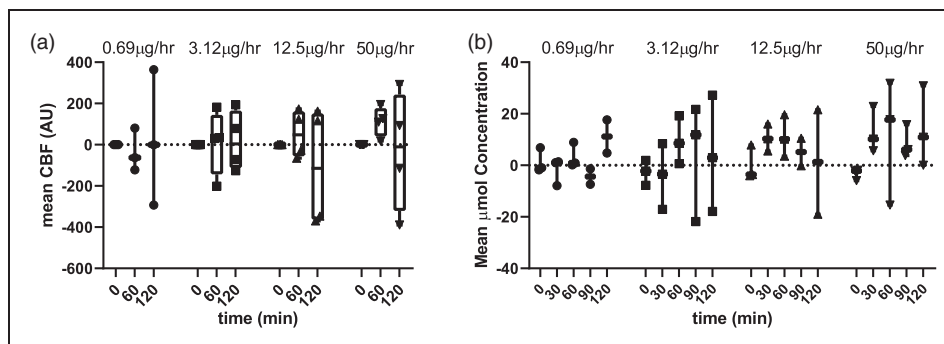 (a)
0.69µg/hr 3.12µg/hr 12.5µg/hr 50µg/hr
mean CBF (AU)
400
200
0
-200
-400
-600
0 60 120 0 60 120 0 60 120 0 60 120
time (min)
(b)
0.69µg/hr 3.12µg/hr 12.5µg/hr 50µg/hr
Mean µmol Concentration
40
20
0
-20
-40
0 30 60 90 120 0 30 60 90 120 0 30 60 90 120 0 30 60 90 120
time (min)